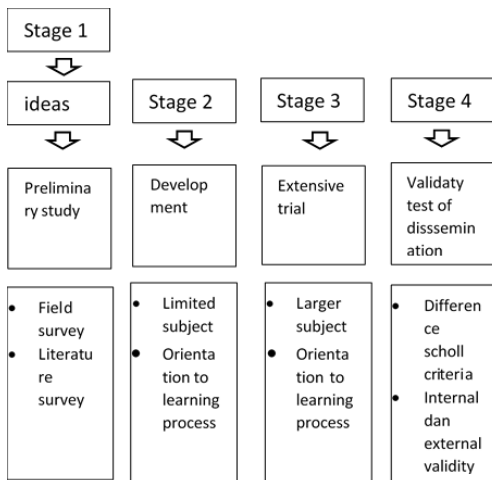 Stage 1
ideas
Stage 2
Stage 3
Stage 4
Prelimina
ry study
Develop
ment
Extensive
trial
Validaty
test of
disssemin
ation
• Field
survey
• Literatu
re
survey
• Limited
subject
• Orienta
tion to
learning
process
• Larger
subject
• Orienta
tion to
learning
process
• Differen
ce
scholl
criteria
• Internal
dan
external
validity